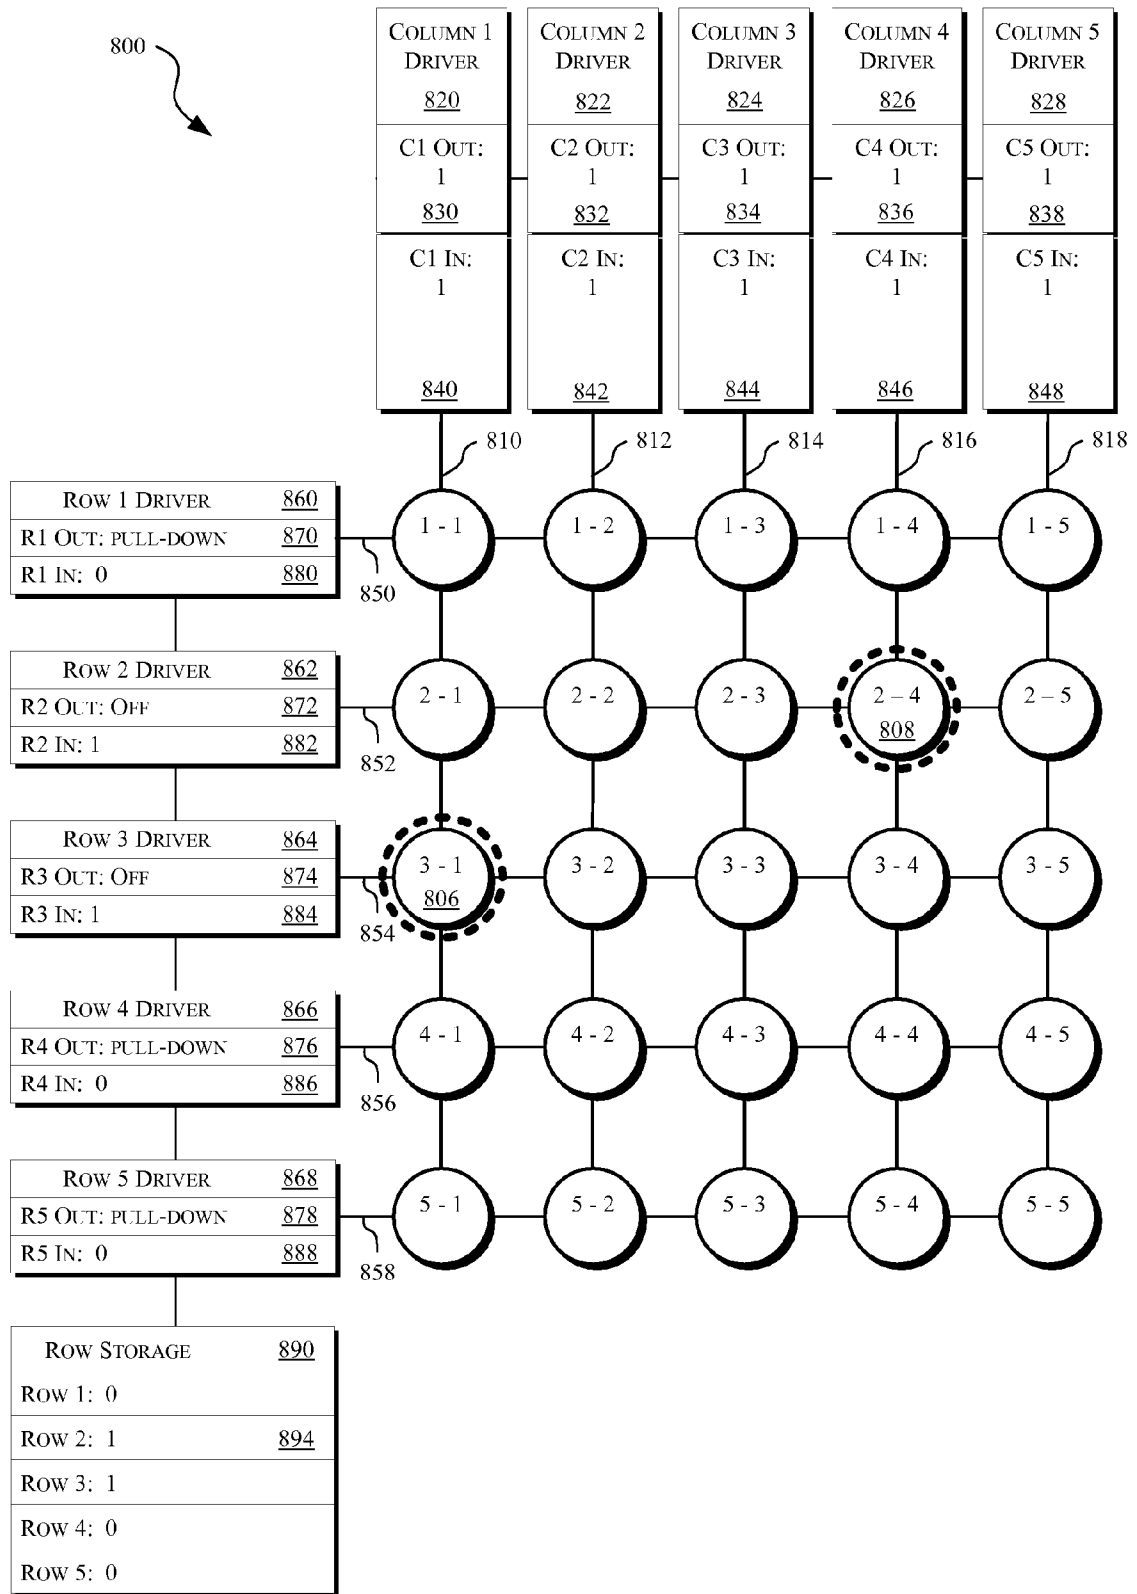 800
COLUMN 1 DRIVER
820
C1 OUT:
1
830
C1 IN:
1
840
COLUMN 2 DRIVER
822
C2 OUT:
1
832
C2 IN:
1
842
COLUMN 3 DRIVER
824
C3 OUT:
1
834
C3 IN:
1
844
COLUMN 4 DRIVER
826
C4 OUT:
1
836
C4 IN:
1
846
COLUMN 5 DRIVER
828
C5 OUT:
1
838
C5 IN:
1
848
810
812
814
816
818
ROW 1 DRIVER 860
R1 OUT: PULL-DOWN 870
R1 IN: 0 880
850
1 - 1
1 - 2
1 - 3
1 - 4
1 - 5
ROW 2 DRIVER 862
R2 OUT: OFF 872
R2 IN: 1 882
852
2 - 1
2 - 2
2 - 3
2 – 4
808
2 – 5
ROW 3 DRIVER 864
R3 OUT: OFF 874
R3 IN: 1 884
854
3 - 1
806
3 - 2
3 - 3
3 - 4
3 - 5
ROW 4 DRIVER 866
R4 OUT: PULL-DOWN 876
R4 IN: 0 886
856
4 - 1
4 - 2
4 - 3
4 - 4
4 - 5
ROW 5 DRIVER 868
R5 OUT: PULL-DOWN 878
R5 IN: 0 888
858
5 - 1
5 - 2
5 - 3
5 - 4
5 - 5
ROW STORAGE 890
ROW 1: 0
ROW 2: 1 894
ROW 3: 1
ROW 4: 0
ROW 5: 0